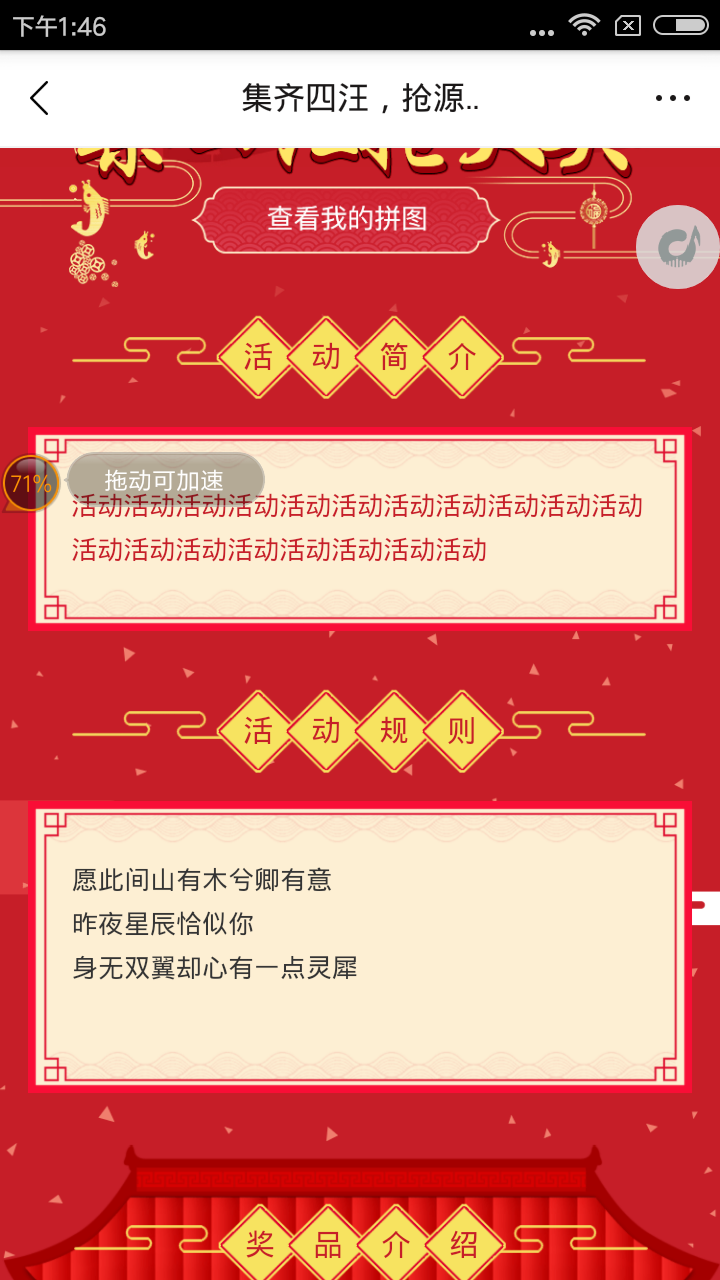 下午1:46
集齐四汪，抢源..
查看我的拼图
活动简介
71%
拖动可加速
活动活动活动活动活动活动活动活动活动活动活动
活动活动活动活动活动活动活动活动
活动规则
愿此间山有木兮卿有意
昨夜星辰恰似你
身无双翼却心有一点灵犀
奖品介绍